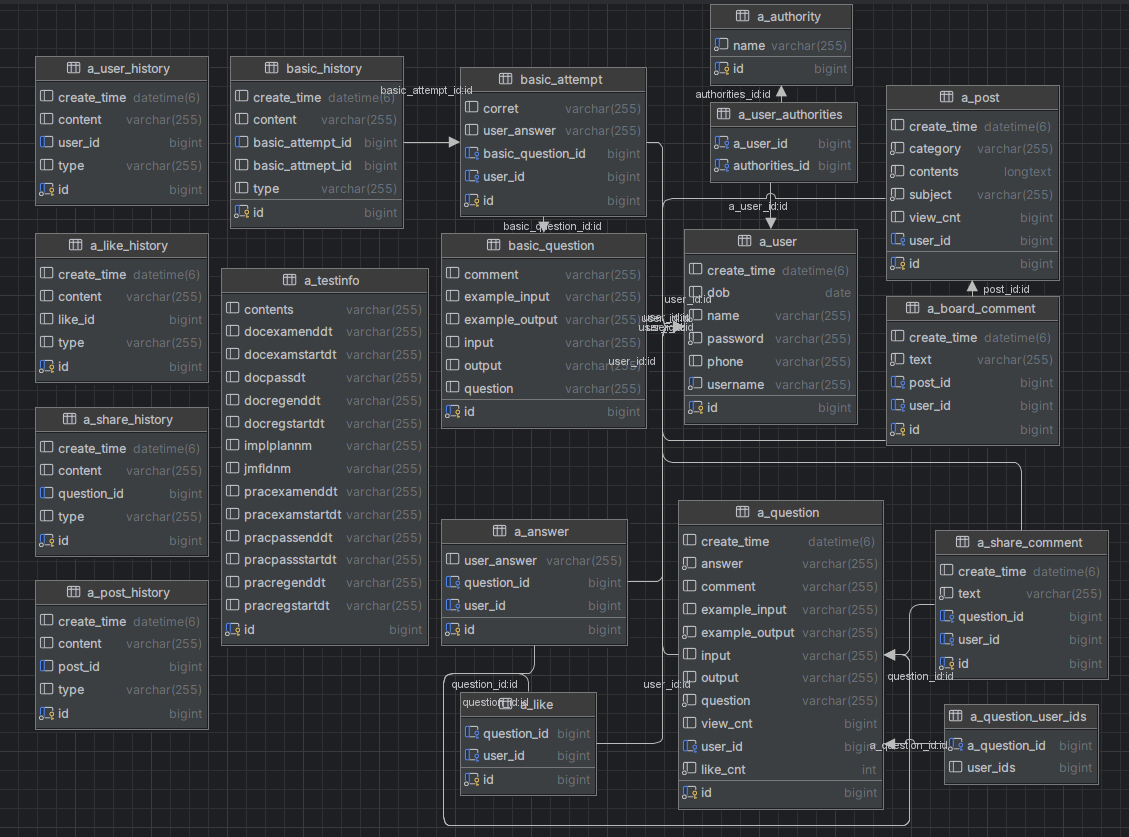 a_user_history
create_time datetime(6)
content varchar(255)
user_id bigint
type varchar(255)
id bigint
basic_history
create_time datetime(6)
content varchar(255)
basic_attempt_id bigint
basic_attmept_id bigint
type varchar(255)
id bigint
basic_attempt_id:id
basic_attempt
corret varchar(255)
user_answer varchar(255)
basic_question_id bigint
user_id bigint
id bigint
basic_question_id:id
a_authority
name varchar(255)
id bigint
authorities_id:id
a_user_authorities
a_user_id bigint
authorities_id bigint
a_user_id:id
a_post
create_time datetime(6)
category varchar(255)
contents longtext
subject varchar(255)
view_cnt bigint
user_id bigint
id bigint
post_id:id
a_like_history
create_time datetime(6)
content varchar(255)
like_id bigint
type varchar(255)
id bigint
a_testinfo
contents varchar(255)
docexamenddt varchar(255)
docexamstartdt varchar(255)
docpassdt varchar(255)
docregenddt varchar(255)
docregstartdt varchar(255)
implplannm varchar(255)
jmfldnm varchar(255)
pracexamenddt varchar(255)
pracexamstartdt varchar(255)
pracpassenddt varchar(255)
pracpassstartdt varchar(255)
pracregenddt varchar(255)
pracregstartdt varchar(255)
id bigint
basic_question
comment varchar(255)
example_input varchar(255)
example_output varchar(255)
input varchar(255)
output varchar(255)
question varchar(255)
id bigint
a_user
create_time datetime(6)
dob date
name varchar(255)
password varchar(255)
phone varchar(255)
username varchar(255)
id bigint
user_id:id
user_id:id
user_id:id
user_id:id
a_board_comment
create_time datetime(6)
text varchar(255)
post_id bigint
user_id bigint
id bigint
a_share_history
create_time datetime(6)
content varchar(255)
question_id bigint
type varchar(255)
id bigint
a_post_history
create_time datetime(6)
content varchar(255)
post_id bigint
type varchar(255)
id bigint
a_answer
user_answer varchar(255)
question_id bigint
user_id bigint
id bigint
question_id:id
question_id:id
a_like
question_id bigint
user_id bigint
id bigint
user_id:id
a_question
create_time datetime(6)
answer varchar(255)
comment varchar(255)
example_input varchar(255)
example_output varchar(255)
input varchar(255)
output varchar(255)
question varchar(255)
view_cnt bigint
user_id bigint
like_cnt int
id bigint
a_share_comment
create_time datetime(6)
text varchar(255)
question_id bigint
user_id bigint
id bigint
question_id:id
a_question_id:id
a_question_user_ids
a_question_id bigint
user_ids bigint